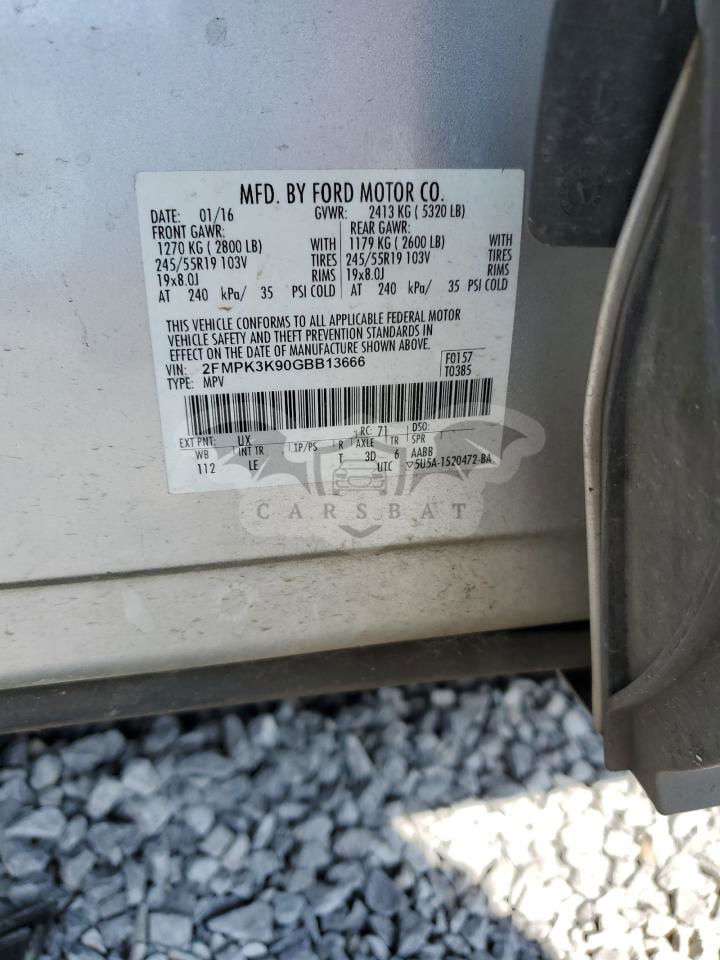 MFD. BY FORD MOTOR CO.
DATE: 01/16 GVWR: 2413 KG ( 5320 LB)
FRONT GAWR: REAR GAWR:
1270 KG ( 2800 LB) WITH 1179 KG ( 2600 LB) WITH
245/55R19 103V TIRES 245/55R19 103V TIRES
19x8.0J RIMS 19x8.0J RIMS
AT 240 kPa/ 35 PSI COLD AT 240 kPa/ 35 PSI COLD
THIS VEHICLE CONFORMS TO ALL APPLICABLE FEDERAL MOTOR
VEHICLE SAFETY AND THEFT PREVENTION STANDARDS IN
EFFECT ON THE DATE OF MANUFACTURE SHOWN ABOVE.
VIN: 2FMPK3K90GBB13666 F0157
TYPE: MPV T0385
EXT PNT: UX RC: 71 DSO:
WB INT TR TP/PS R AXLE TR SPR
112 LE T 3D 6 AABB
UTC ▽5U5A-1520472-BA
CARSBAT